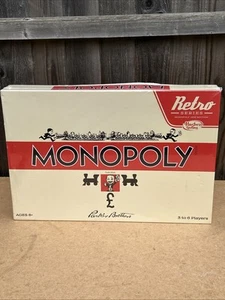 Retro
SERIES
MONOPOLY
£
Parker Brothers
AGES 8+
2 to 6 Players